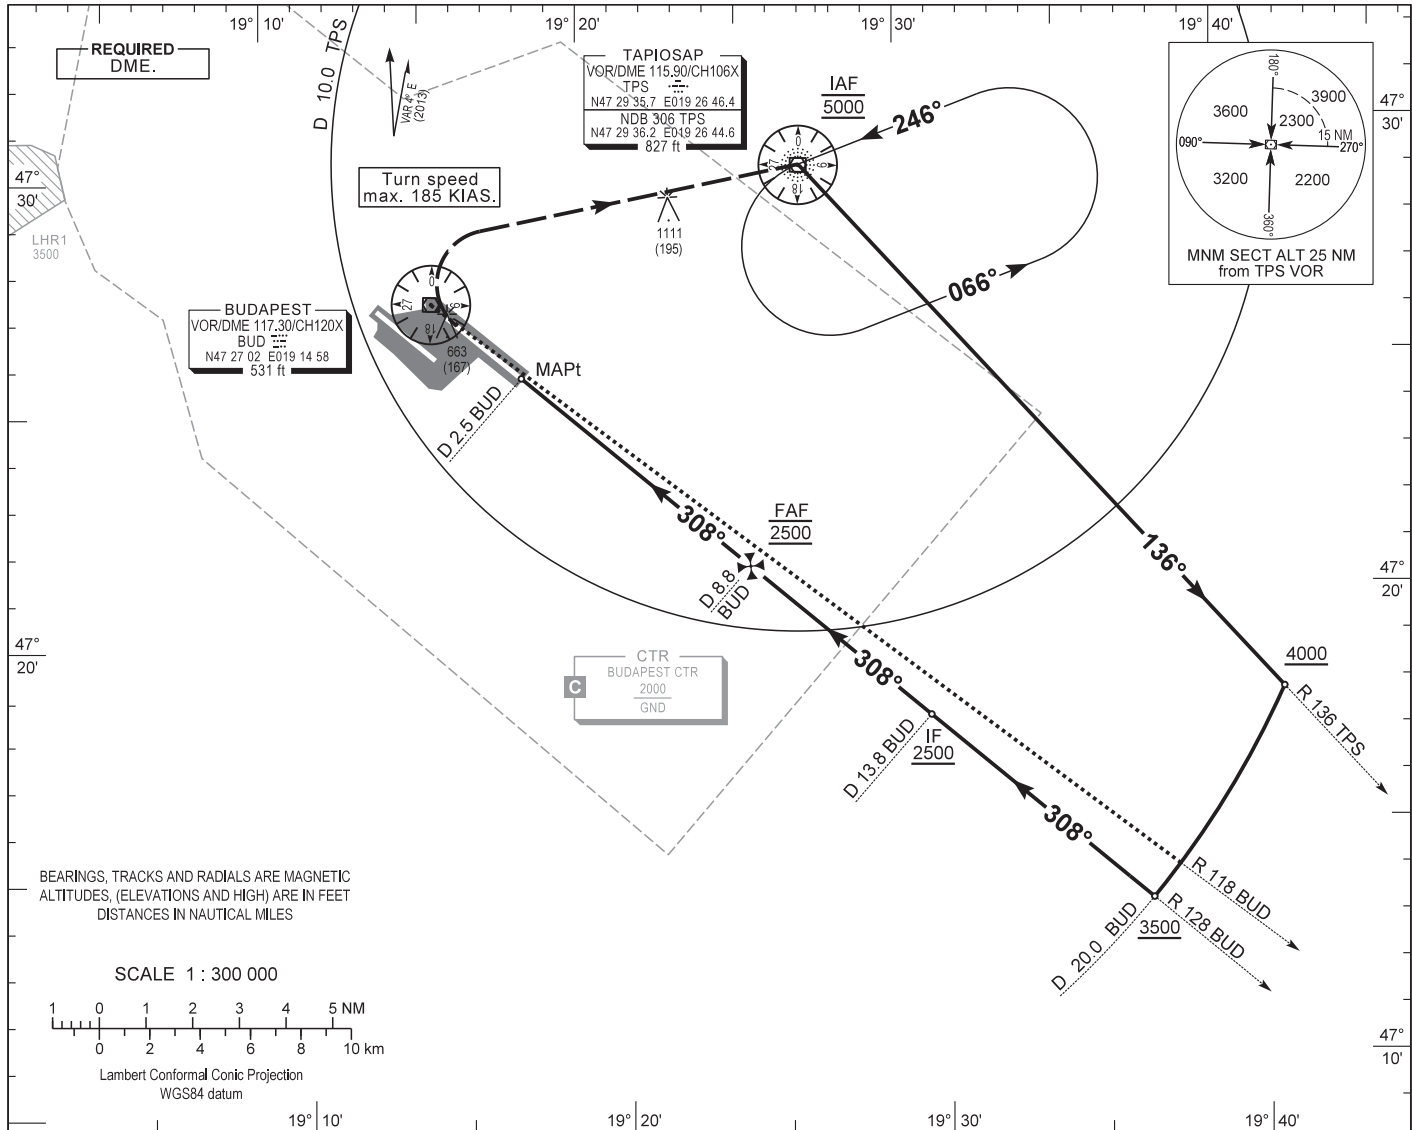 19° 10'
19° 20'
19° 30'
19° 40'
REQUIRED
DME.
D 10.0 TPS
VAR 4° E
(2013)
TAPIOSAP
VOR/DME 115.90/CH106X
TPS
N47 29 35.7 E019 26 46.4
NDB 306 TPS
N47 29 36.2 E019 26 44.6
827 ft
IAF
5000
246°
066°
180°
3600
3900
2300
15 NM
090°
270°
3200
2200
360°
MNM SECT ALT 25 NM
from TPS VOR
47°
30'
47°
30'
Turn speed
max. 185 KIAS.
LHR1
3500
0
9
18
27
1111
(195)
BUDAPEST
VOR/DME 117.30/CH120X
BUD
N47 27 02 E019 14 58
531 ft
0
9
18
27
663
(167)
MAPt
D 2.5 BUD
308°
FAF
2500
D 8.8
BUD
136°
47°
20'
47°
20'
CTR
BUDAPEST CTR
C
2000
GND
308°
4000
R 136 TPS
IF
2500
D 13.8 BUD
308°
R 118 BUD
R 128 BUD
3500
D 20.0 BUD
BEARINGS, TRACKS AND RADIALS ARE MAGNETIC
ALTITUDES, (ELEVATIONS AND HIGH) ARE IN FEET
DISTANCES IN NAUTICAL MILES
SCALE 1 : 300 000
1 0 1 2 3 4 5 NM
0 2 4 6 8 10 km
Lambert Conformal Conic Projection
WGS84 datum
47°
10'
19° 10'
19° 20'
19° 30'
19° 40'